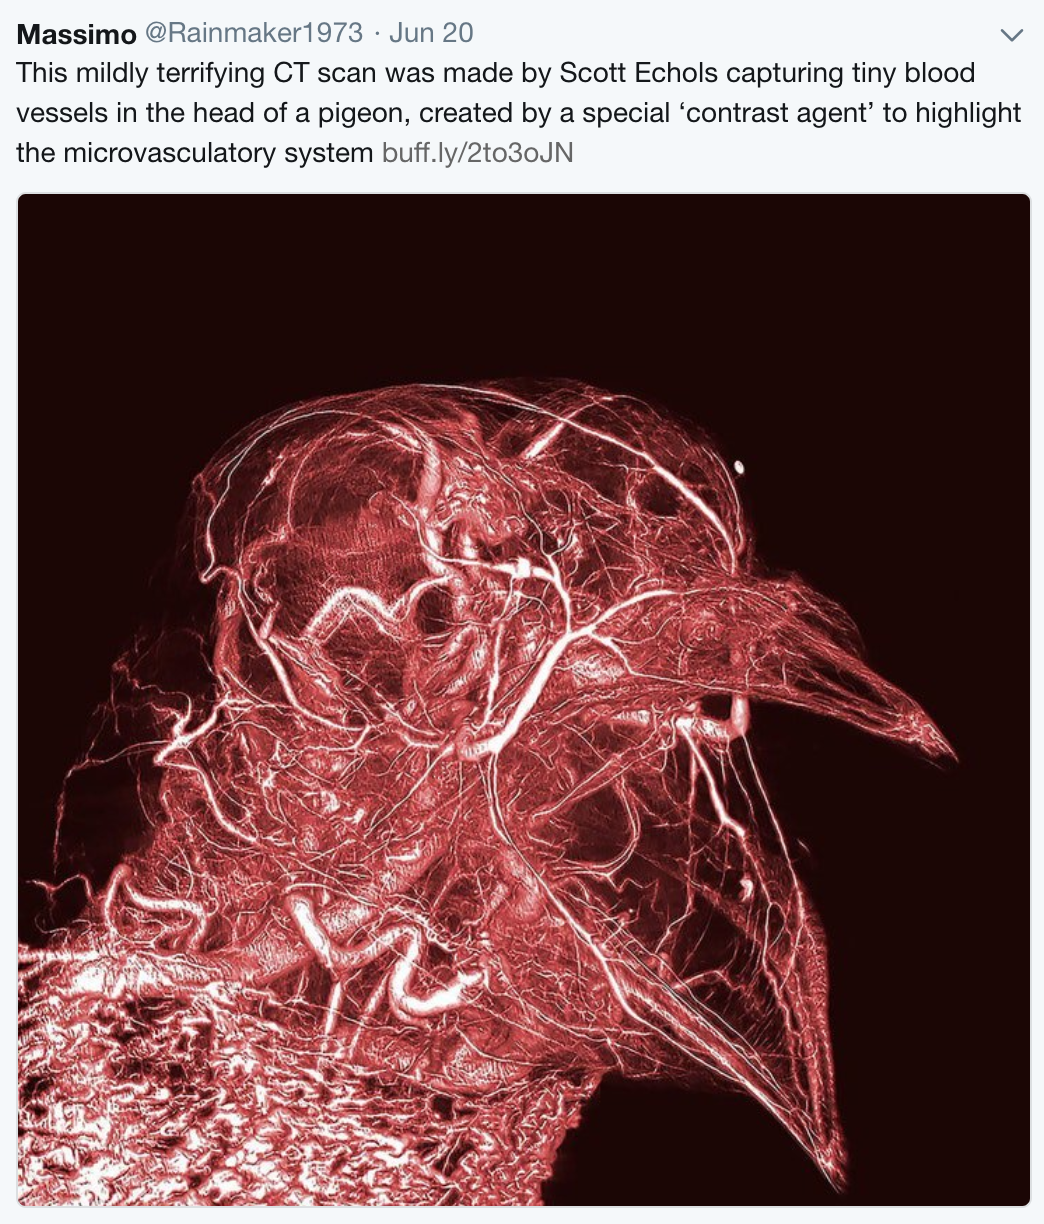 Massimo @Rainmaker1973 · Jun 20
This mildly terrifying CT scan was made by Scott Echols capturing tiny blood
vessels in the head of a pigeon, created by a special ‘contrast agent’ to highlight
the microvasculatory system buff.ly/2to3oJN